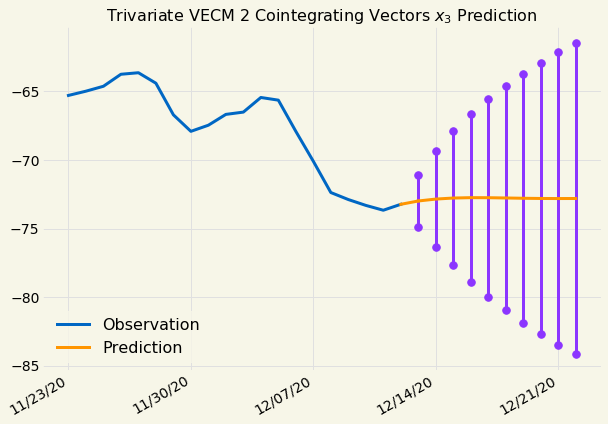 Trivariate VECM 2 Cointegrating Vectors x₃ Prediction
−65
−70
−75
−80
−85
Observation
Prediction
11/23/20 11/30/20 12/07/20 12/14/20 12/21/20